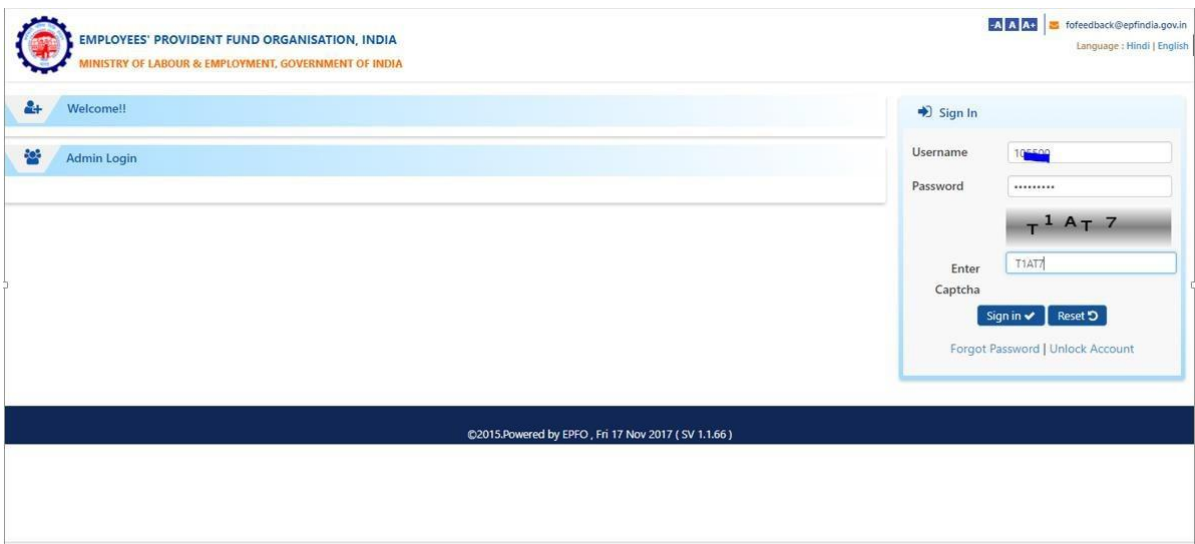 -A A A+ fofeedback@epfindia.gov.in
EMPLOYEES' PROVIDENT FUND ORGANISATION, INDIA
Language : Hindi | English
MINISTRY OF LABOUR & EMPLOYMENT, GOVERNMENT OF INDIA
Welcome!!
Admin Login
Sign In
Username
Password •••••••••
T1AT7
Enter T1AT7
Captcha
Sign in Reset
Forgot Password | Unlock Account
©2015.Powered by EPFO , Fri 17 Nov 2017 ( SV 1.1.66 )